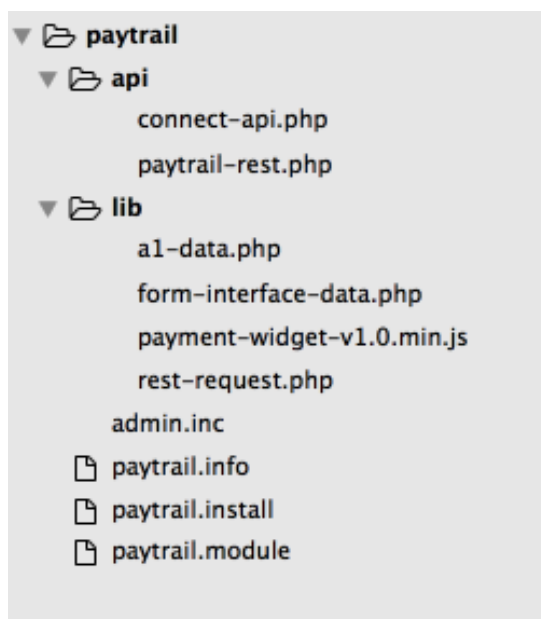 paytrail
api
connect-api.php
paytrail-rest.php
lib
a1-data.php
form-interface-data.php
payment-widget-v1.0.min.js
rest-request.php
admin.inc
paytrail.info
paytrail.install
paytrail.module